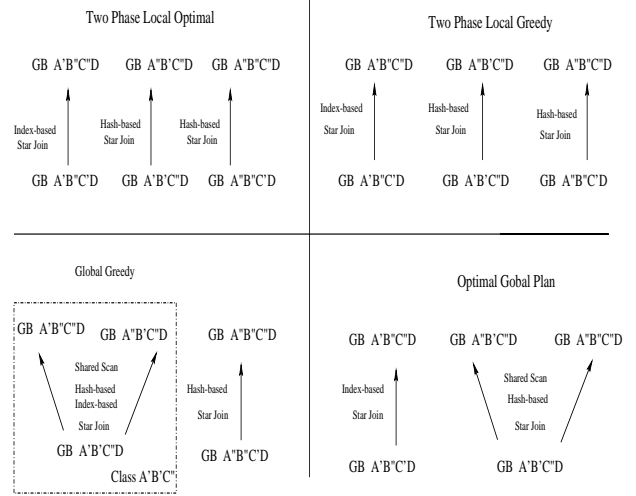 Two Phase Local Optimal
GB A'B"C"D
GB A"B'C"D
GB A"B"C"D
Index-based
Star Join
Hash-based
Star Join
Hash-based
Star Join
GB A'B"C'D
GB A'B'C"D
GB A"B"C'D
Two Phase Local Greedy
GB A'B"C"D
GB A"B'C"D
GB A"B"C"D
Index-based
Star Join
Hash-based
Star Join
Hash-based
Star Join
GB A'B"C'D
GB A'B'C"D
GB A"B"C'D
Global Greedy
GB A'B"C"D
GB A"B'C"D
GB A"B"C"D
Shared Scan
Hash-based
Index-based
Star Join
Hash-based
Star Join
GB A'B'C"D
GB A"B"C'D
Class A'B'C"
Optimal Gobal Plan
GB A'B"C"D
GB A"B'C"D
GB A"B"C"D
Index-based
Star Join
Shared Scan
Hash-based
Star Join
GB A'B"C'D
GB A'B'C"D